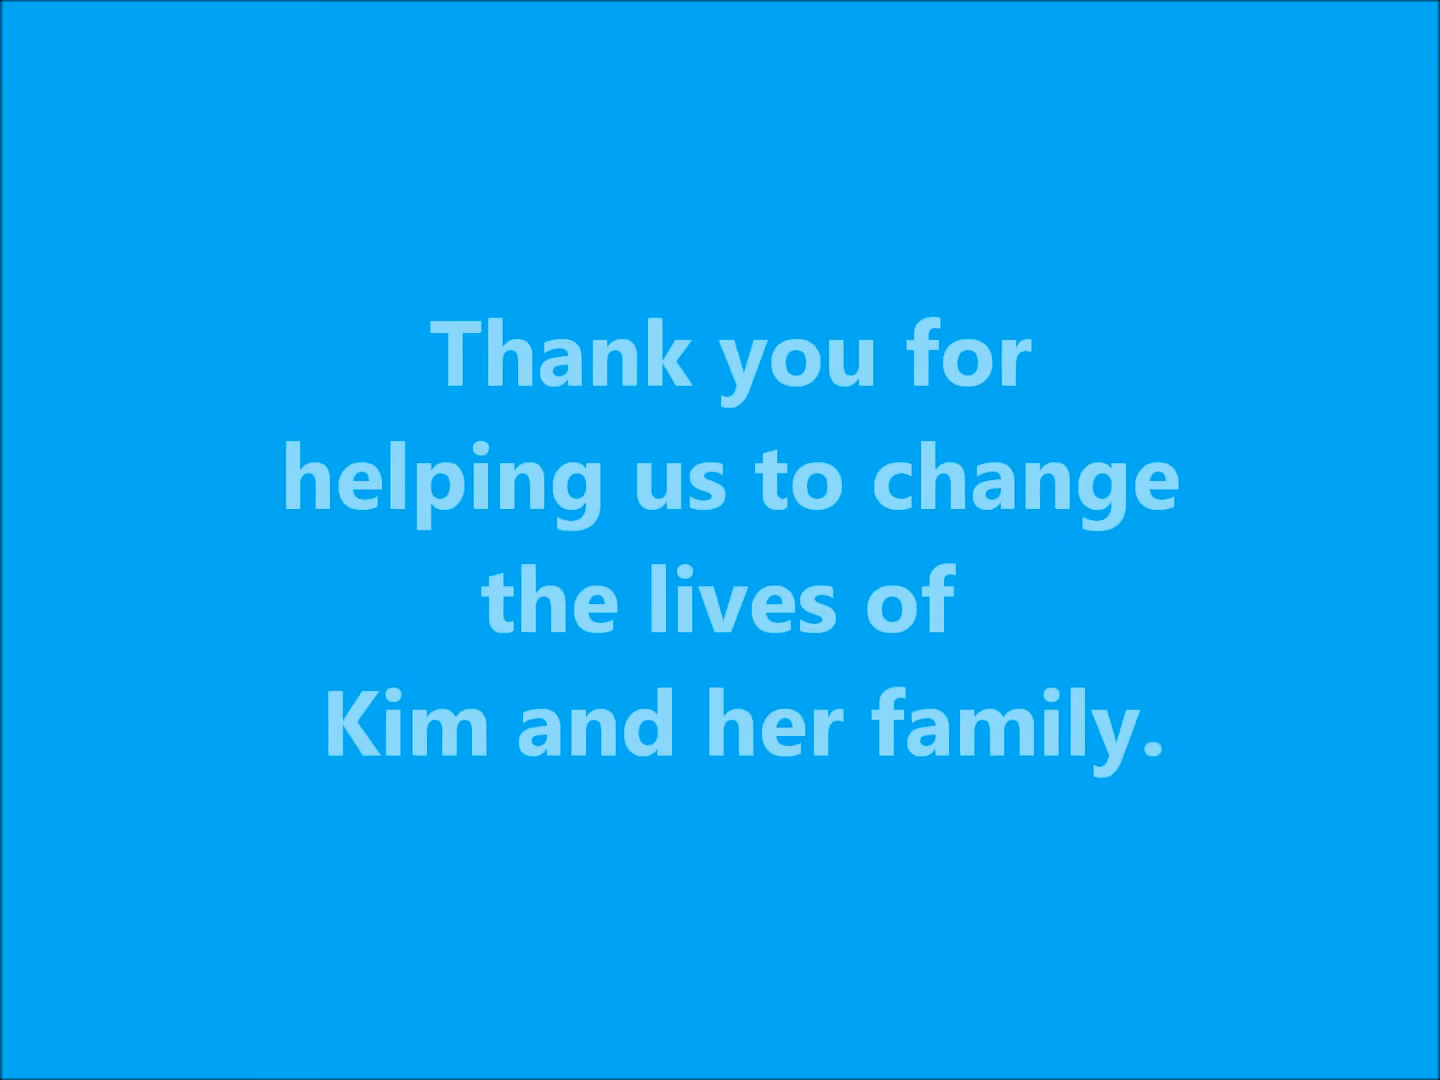 Thank you for
helping us to change
the lives of
Kim and her family.